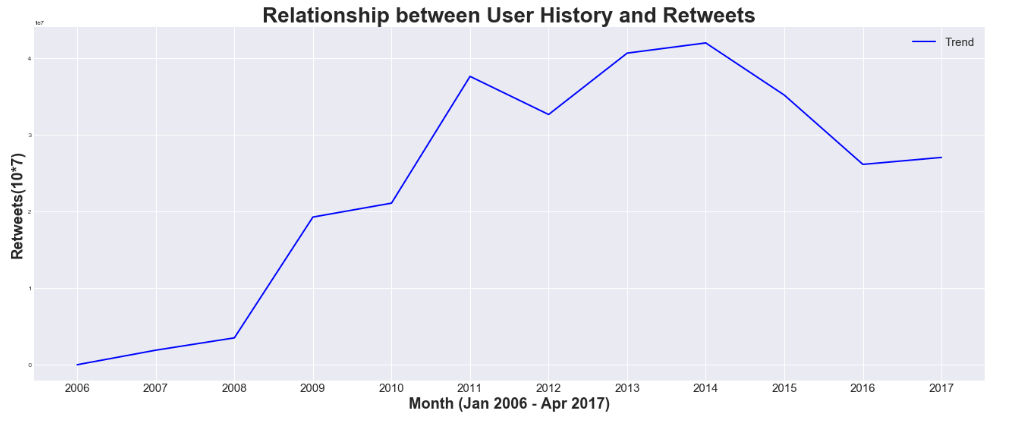 Relationship between User History and Retweets
1e7
Trend
4
3
2
1
0
Retweets(10*7)
2006 2007 2008 2009 2010 2011 2012 2013 2014 2015 2016 2017
Month (Jan 2006 - Apr 2017)